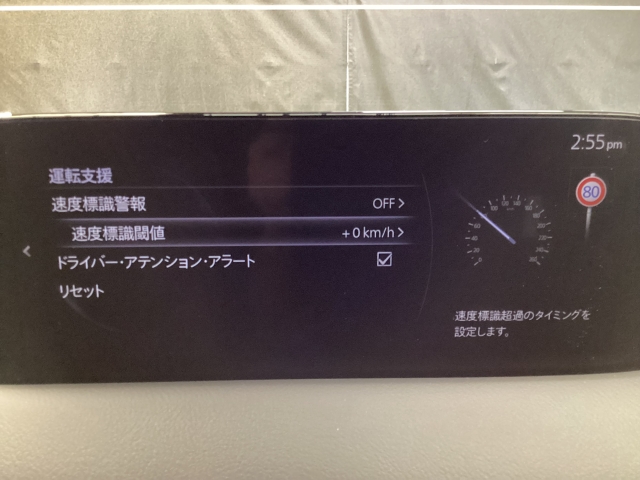 2:55pm
運転支援
速度標識警報 OFF
速度標識閾値 +0 km/h
ドライバー・アテンション・アラート
リセット
80
速度標識超過のタイミングを
設定します。